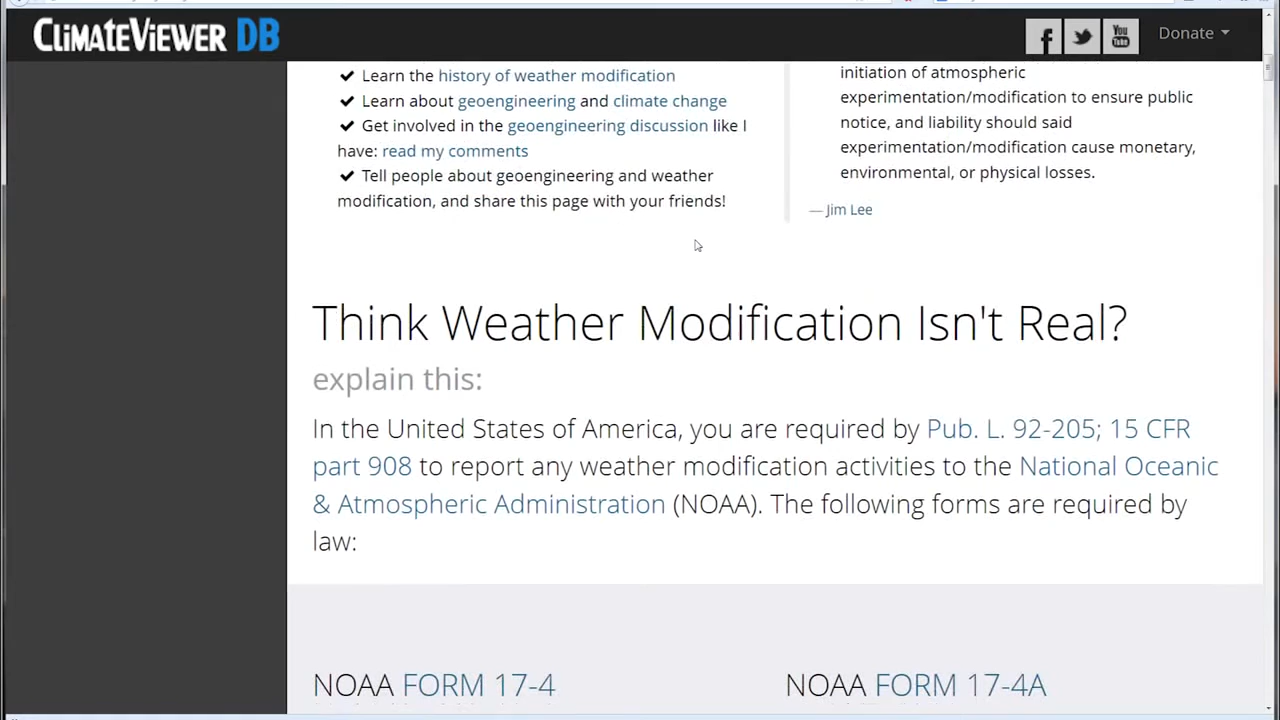 CLIMATEVIEWER DB
f
You
Tube
Donate
✔ Learn the history of weather modification
✔ Learn about geoengineering and climate change
✔ Get involved in the geoengineering discussion like I
have: read my comments
✔ Tell people about geoengineering and weather
modification, and share this page with your friends!
initiation of atmospheric
experimentation/modification to ensure public
notice, and liability should said
experimentation/modification cause monetary,
environmental, or physical losses.
— Jim Lee
Think Weather Modification Isn't Real?
explain this:
In the United States of America, you are required by Pub. L. 92-205; 15 CFR
part 908 to report any weather modification activities to the National Oceanic
& Atmospheric Administration (NOAA). The following forms are required by
law:
NOAA FORM 17-4
NOAA FORM 17-4A